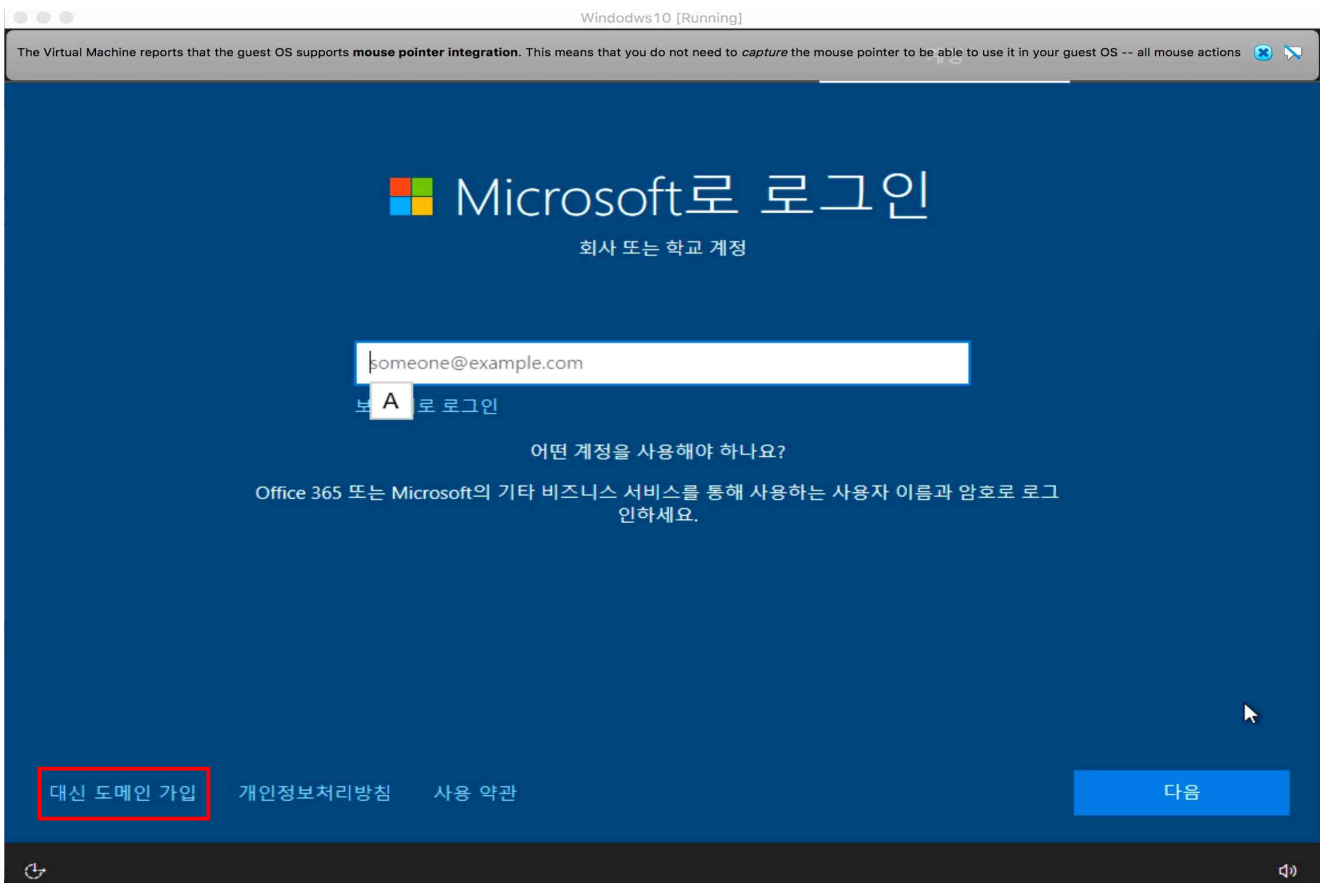 Windodws10 [Running]
The Virtual Machine reports that the guest OS supports mouse pointer integration. This means that you do not need to capture the mouse pointer to be able to use it in your guest OS -- all mouse actions
Microsoft로 로그인
회사 또는 학교 계정
someone@example.com
A
로 로그인
어떤 계정을 사용해야 하나요?
Office 365 또는 Microsoft의 기타 비즈니스 서비스를 통해 사용하는 사용자 이름과 암호로 로그
인하세요.
대신 도메인 가입 개인정보처리방침 사용 약관 다음